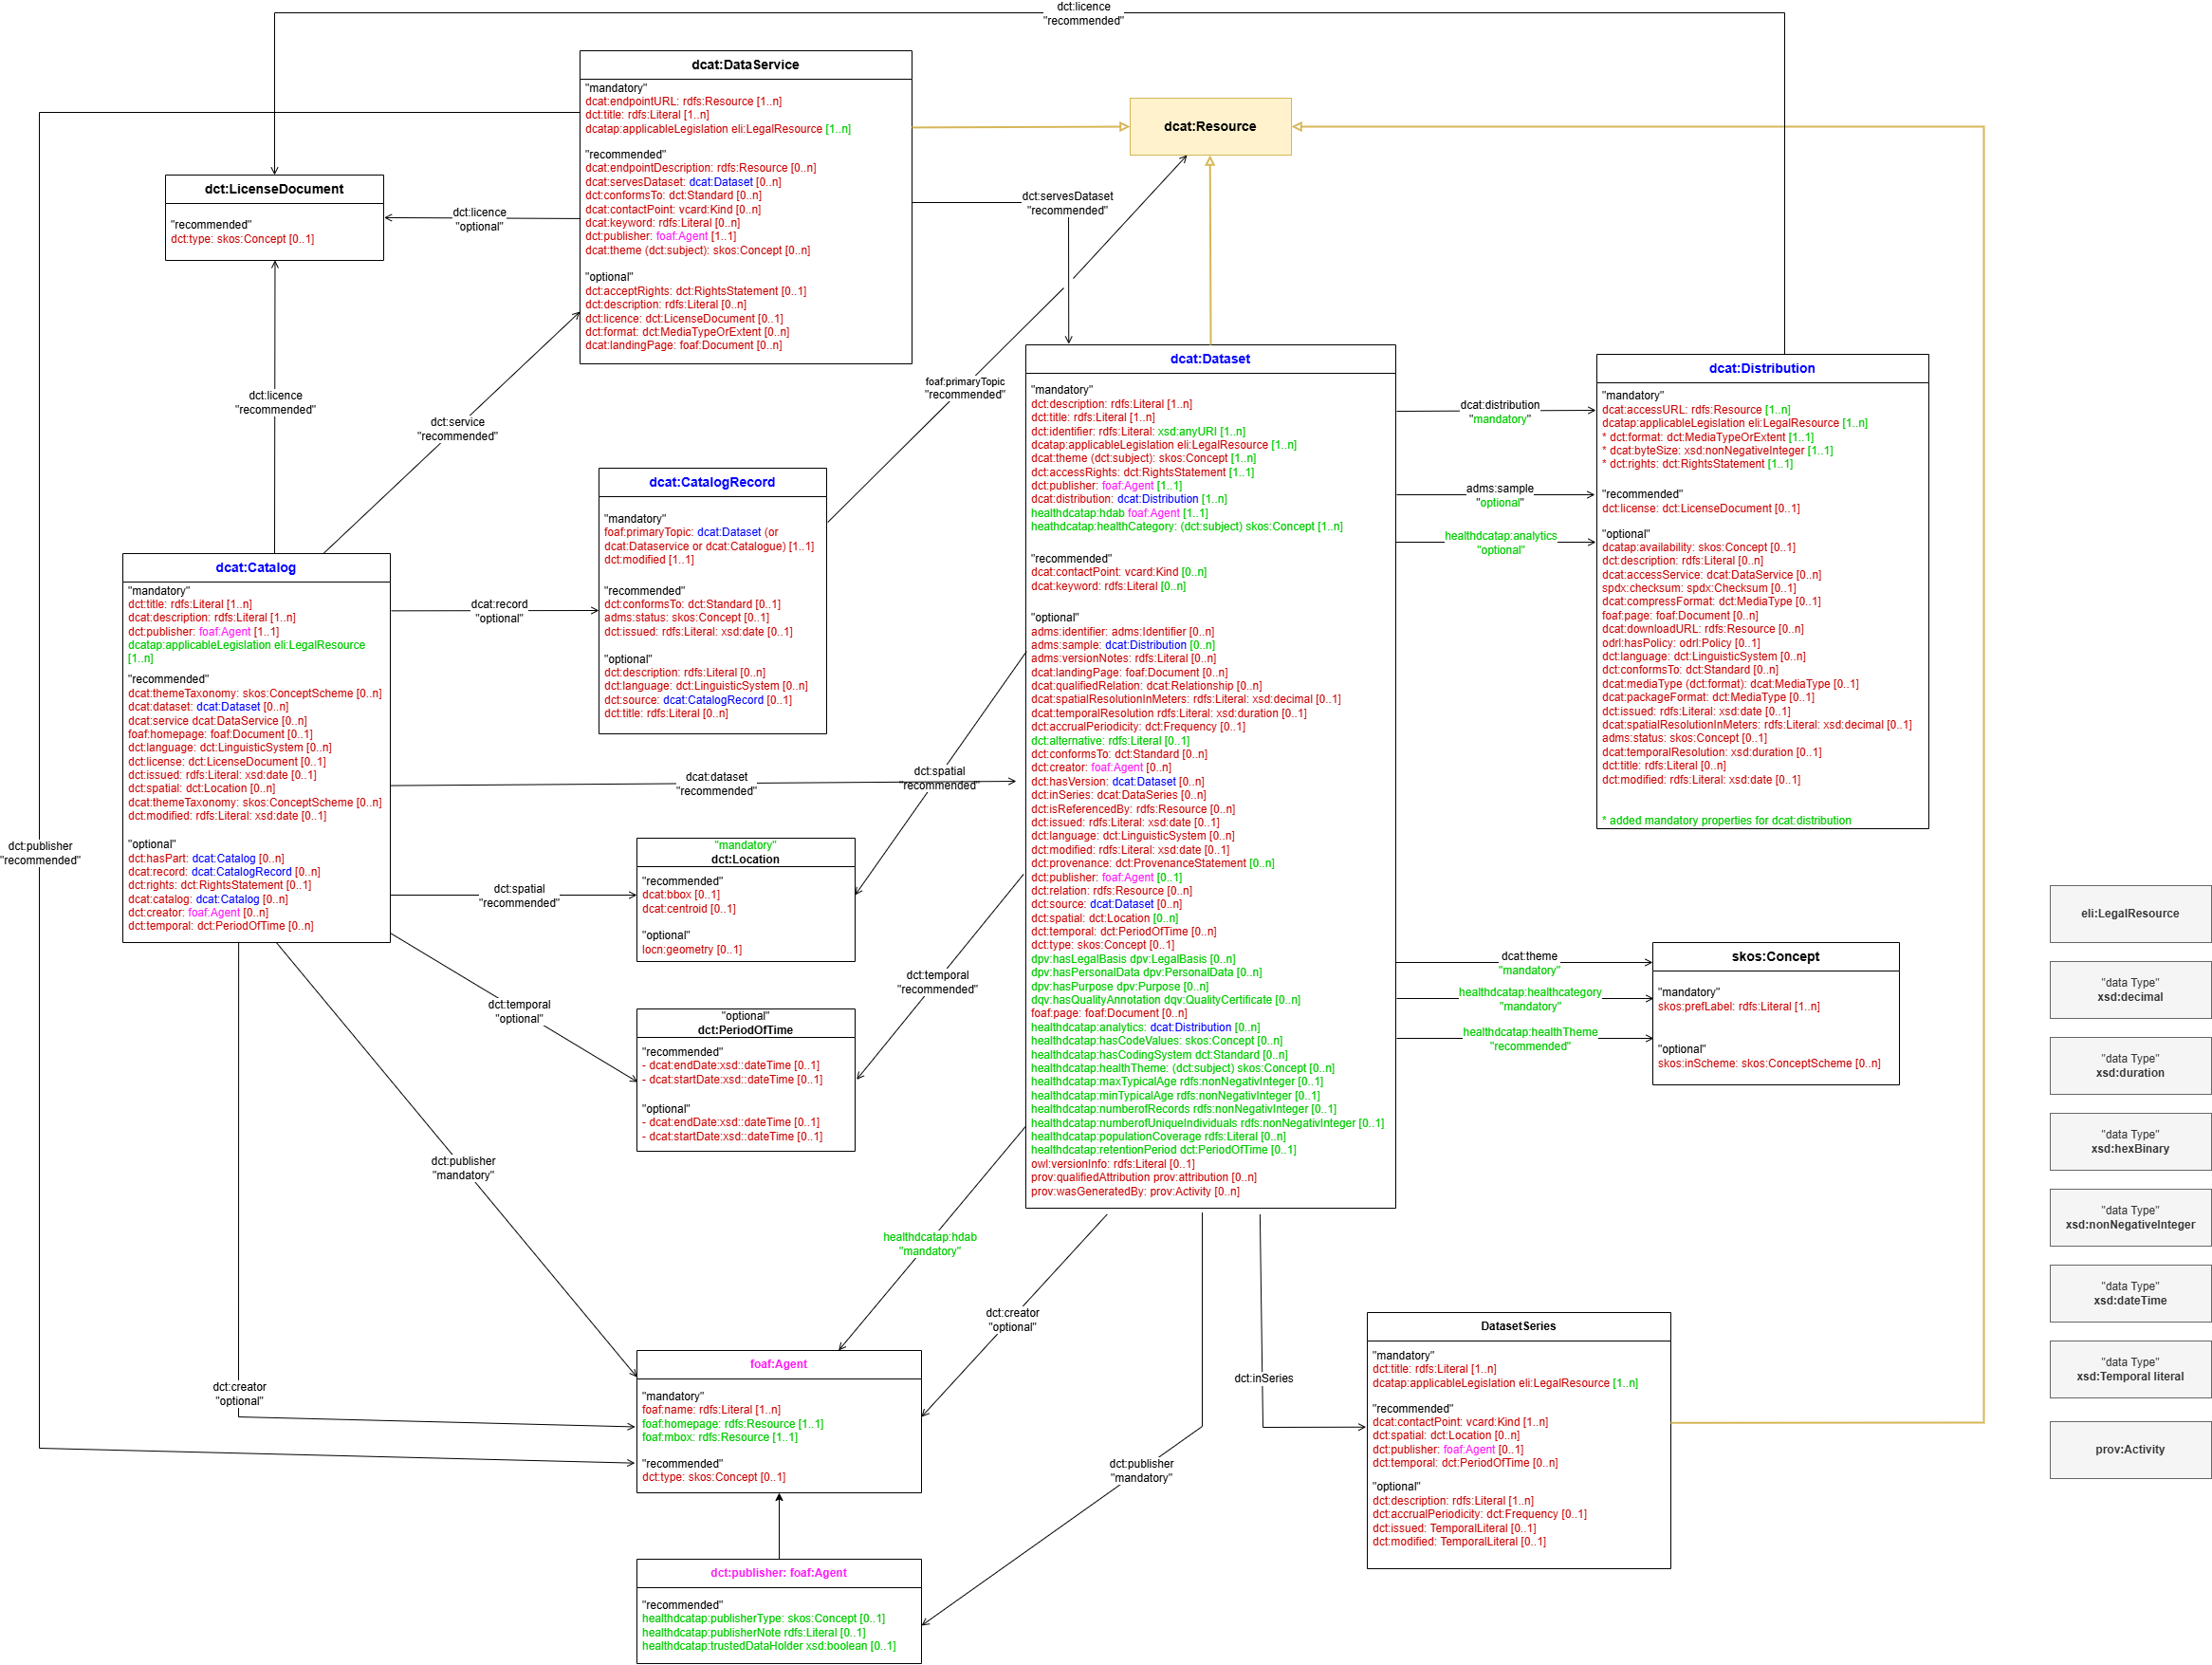 dct:licence
"recommended"
dcat:DataService
"mandatory"
dcat:endpointURL: rdfs:Resource [1..n]
dct:title: rdfs:Literal [1..n]
dcatap:applicableLegislation eli:LegalResource [1..n]
"recommended"
dcat:endpointDescription: rdfs:Resource [0..n]
dcat:servesDataset: dcat:Dataset [0..n]
dct:conformsTo: dct:Standard [0..n]
dcat:contactPoint: vcard:Kind [0..n]
dcat:keyword: rdfs:Literal [0..n]
dct:publisher: foaf:Agent [1..1]
dcat:theme (dct:subject): skos:Concept [0..n]
"optional"
dct:acceptRights: dct:RightsStatement [0..1]
dct:description: rdfs:Literal [0..n]
dct:licence: dct:LicenseDocument [0..1]
dct:format: dct:MediaTypeOrExtent [0..n]
dcat:landingPage: foaf:Document [0..n]
dcat:Resource
dct:LicenseDocument
"recommended"
dct:type: skos:Concept [0..1]
dct:licence
"optional"
dct:servesDataset
"recommended"
dct:licence
"recommended"
dct:service
"recommended"
foaf:primaryTopic
"recommended"
dcat:CatalogRecord
"mandatory"
foaf:primaryTopic: dcat:Dataset (or
dcat:Dataservice or dcat:Catalogue) [1..1]
dct:modified [1..1]
"recommended"
dct:conformsTo: dct:Standard [0..1]
adms:status: skos:Concept [0..1]
dct:issued: rdfs:Literal: xsd:date [0..1]
"optional"
dct:description: rdfs:Literal [0..n]
dct:language: dct:LinguisticSystem [0..n]
dct:source: dcat:CatalogRecord [0..1]
dct:title: rdfs:Literal [0..n]
dcat:Catalog
"mandatory"
dct:title: rdfs:Literal [1..n]
dct:description: rdfs:Literal [1..n]
dct:publisher: foaf:Agent [1..1]
dcatap:applicableLegislation eli:LegalResource
[1..n]
"recommended"
dcat:themeTaxonomy: skos:ConceptScheme [0..n]
dcat:dataset: dcat:Dataset [0..n]
dcat:service dcat:DataService [0..n]
foaf:homepage: foaf:Document [0..1]
dct:language: dct:LinguisticSystem [0..n]
dct:license: dct:LicenseDocument [0..1]
dct:issued: rdfs:Literal: xsd:date [0..1]
dct:spatial: dct:Location [0..n]
dcat:themeTaxonomy: skos:ConceptScheme [0..n]
dct:modified: rdfs:Literal: xsd:date [0..1]
"optional"
dct:hasPart: dcat:Catalog [0..n]
dct:record: dcat:CatalogRecord [0..n]
dct:rights: dct:RightsStatement [0..1]
dcat:catalog: dcat:Catalog [0..n]
dct:creator: foaf:Agent [0..n]
dct:temporal: dct:PeriodOfTime [0..n]
dcat:record
"optional"
dcat:dataset
"recommended"
dct:spatial
"recommended"
dct:publisher
"recommended"
dct:spatial
"recommended"
"mandatory"
dct:Location
"recommended"
dcat:bbox [0..1]
dcat:centroid [0..1]
"optional"
locn:geometry [0..1]
dct:temporal
"optional"
dct:temporal
"recommended"
"optional"
dct:PeriodOfTime
"recommended"
- dcat:endDate:xsd::dateTime [0..1]
- dcat:startDate:xsd::dateTime [0..1]
"optional"
- dcat:endDate:xsd::dateTime [0..1]
- dcat:startDate:xsd::dateTime [0..1]
dcat:Dataset
"mandatory"
dct:description: rdfs:Literal [1..n]
dct:title: rdfs:Literal [1..n]
dct:identifier: rdfs:Literal: xsd:anyURI [1..n]
dcatap:applicableLegislation eli:LegalResource [1..n]
dcat:theme (dct:subject): skos:Concept [1..n]
dct:accessRights: dct:RightsStatement [1..1]
dct:publisher: foaf:Agent [1..1]
dcat:distribution: dcat:Distribution [1..n]
healthdcatap:hdab foaf:Agent [1..1]
heathdcatap:healthCategory: (dct:subject) skos:Concept [1..n]
"recommended"
dcat:contactPoint: vcard:Kind [0..n]
dcat:keyword: rdfs:Literal [0..n]
"optional"
adms:identifier: adms:Identifier [0..n]
adms:sample: dcat:Distribution [0..n]
adms:versionNotes: rdfs:Literal [0..n]
dcat:landingPage: foaf:Document [0..n]
dcat:qualifiedRelation: dcat:Relationship [0..n]
dcat:spatialResolutionInMeters: rdfs:Literal: xsd:decimal [0..1]
dcat:temporalResolution rdfs:Literal: xsd:duration [0..1]
dct:accrualPeriodicity: dct:Frequency [0..1]
dct:alternative: rdfs:Literal [0..1]
dct:conformsTo: dct:Standard [0..n]
dct:creator: foaf:Agent [0..n]
dct:hasVersion: dcat:Dataset [0..n]
dct:inSeries: dcat:DataSeries [0..n]
dct:isReferencedBy: rdfs:Resource [0..n]
dct:issued: rdfs:Literal: xsd:date [0..1]
dct:language: dct:LinguisticSystem [0..n]
dct:modified: rdfs:Literal: xsd:date [0..1]
dct:provenance: dct:ProvenanceStatement [0..n]
dct:publisher: foaf:Agent [0..1]
dct:relation: rdfs:Resource [0..n]
dct:source: dcat:Dataset [0..n]
dct:spatial: dct:Location [0..n]
dct:temporal: dct:PeriodOfTime [0..n]
dct:type: skos:Concept [0..1]
dpv:hasLegalBasis dpv:LegalBasis [0..n]
dpv:hasPersonalData dpv:PersonalData [0..n]
dpv:hasPurpose dpv:Purpose [0..n]
dqv:hasQualityAnnotation dqv:QualityCertificate [0..n]
foaf:page: foaf:Document [0..n]
healthdcatap:analytics: dcat:Distribution [0..n]
healthdcatap:hasCodeValues: skos:Concept [0..n]
healthdcatap:hasCodingSystem dct:Standard [0..n]
healthdcatap:healthTheme: (dct:subject) skos:Concept [0..n]
healthdcatap:maxTypicalAge rdfs:nonNegativInteger [0..1]
healthdcatap:minTypicalAge rdfs:nonNegativInteger [0..1]
healthdcatap:numberofRecords rdfs:nonNegativInteger [0..1]
healthdcatap:numberofUniqueIndividuals rdfs:nonNegativInteger [0..1]
healthdcatap:populationCoverage rdfs:Literal [0..n]
healthdcatap:retentionPeriod dct:PeriodOfTime [0..1]
owl:versionInfo: rdfs:Literal [0..1]
prov:qualifiedAttribution prov:attribution [0..n]
prov:wasGeneratedBy: prov:Activity [0..n]
dcat:distribution
"mandatory"
adms:sample
"optional"
healthdcatap:analytics
"optional"
dcat:Distribution
"mandatory"
dcat:accessURL: rdfs:Resource [1..n]
dcatap:applicableLegislation eli:LegalResource [1..n]
* dct:format: dct:MediaTypeOrExtent [1..1]
* dcat:byteSize: xsd:nonNegativeInteger [1..1]
* dct:rights: dct:RightsStatement [1..1]
"recommended"
dct:license: dct:LicenseDocument [0..1]
"optional"
dcatap:availability: skos:Concept [0..1]
dct:description: rdfs:Literal [0..n]
dcat:accessService: dcat:DataService [0..n]
spdx:checksum: spdx:Checksum [0..1]
dcat:compressFormat: dct:MediaType [0..1]
foaf:page: foaf:Document [0..n]
dcat:downloadURL: rdfs:Resource [0..n]
odrl:hasPolicy: odrl:Policy [0..1]
dct:language: dct:LinguisticSystem [0..n]
dct:conformsTo: dct:Standard [0..n]
dcat:mediaType (dct:format): dcat:MediaType [0..1]
dcat:packageFormat: dct:MediaType [0..1]
dct:issued: rdfs:Literal: xsd:date [0..1]
dcat:spatialResolutionInMeters: rdfs:Literal: xsd:decimal [0..1]
adms:status: skos:Concept [0..1]
dcat:temporalResolution: xsd:duration [0..1]
dct:title: rdfs:Literal [0..n]
dct:modified: rdfs:Literal: xsd:date [0..1]
* added mandatory properties for dcat:distribution
dcat:theme
"mandatory"
healthdcatap:healthcategory
"mandatory"
healthdcatap:healthTheme
"recommended"
skos:Concept
"mandatory"
skos:prefLabel: rdfs:Literal [1..n]
"optional"
skos:inScheme: skos:ConceptScheme [0..n]
eli:LegalResource
"data Type"
xsd:decimal
"data Type"
xsd:duration
"data Type"
xsd:hexBinary
"data Type"
xsd:nonNegativeInteger
"data Type"
xsd:dateTime
"data Type"
xsd:Temporal literal
prov:Activity
dct:publisher
"mandatory"
healthdcatap:hdab
"mandatory"
dct:creator
"optional"
dct:creator
"optional"
dct:inSeries
dct:publisher
"mandatory"
foaf:Agent
"mandatory"
foaf:name: rdfs:Literal [1..n]
foaf:homepage: rdfs:Resource [1..1]
foaf:mbox: rdfs:Resource [1..1]
"recommended"
dct:type: skos:Concept [0..1]
dct:publisher: foaf:Agent
"recommended"
healthdcatap:publisherType: skos:Concept [0..1]
healthdcatap:publisherNote rdfs:Literal [0..1]
healthdcatap:trustedDataHolder xsd:boolean [0..1]
DatasetSeries
"mandatory"
dct:title: rdfs:Literal [1..n]
dcatap:applicableLegislation eli:LegalResource [1..n]
"recommended"
dcat:contactPoint: vcard:Kind [1..n]
dct:spatial: dct:Location [0..n]
dct:publisher: foaf:Agent [0..1]
dct:temporal: dct:PeriodOfTime [0..n]
"optional"
dct:description: rdfs:Literal [1..n]
dct:accrualPeriodicity: dct:Frequency [0..1]
dct:issued: TemporalLiteral [0..1]
dct:modified: TemporalLiteral [0..1]